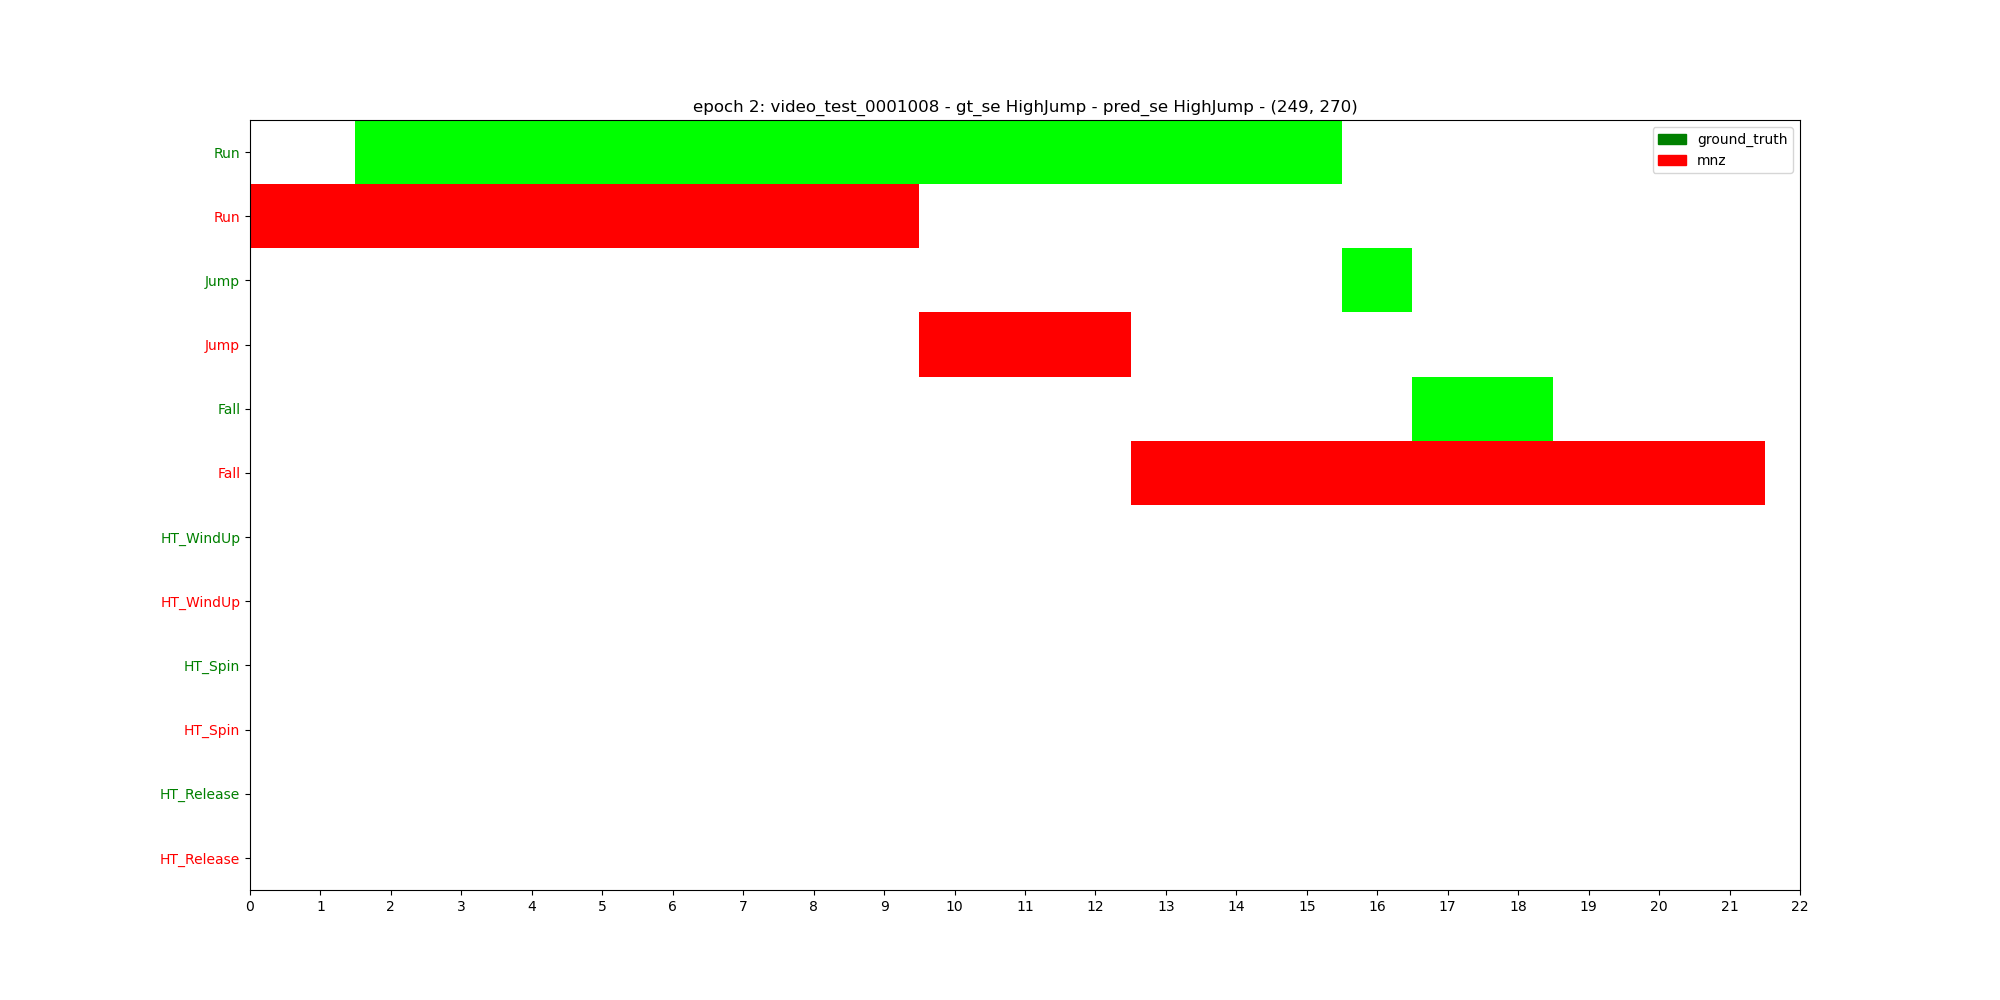 epoch 2: video_test_0001008 - gt_se HighJump - pred_se HighJump - (249, 270)
ground_truth
mnz
Run
Run
Jump
Jump
Fall
Fall
HT_WindUp
HT_WindUp
HT_Spin
HT_Spin
HT_Release
HT_Release
0 1 2 3 4 5 6 7 8 9 10 11 12 13 14 15 16 17 18 19 20 21 22